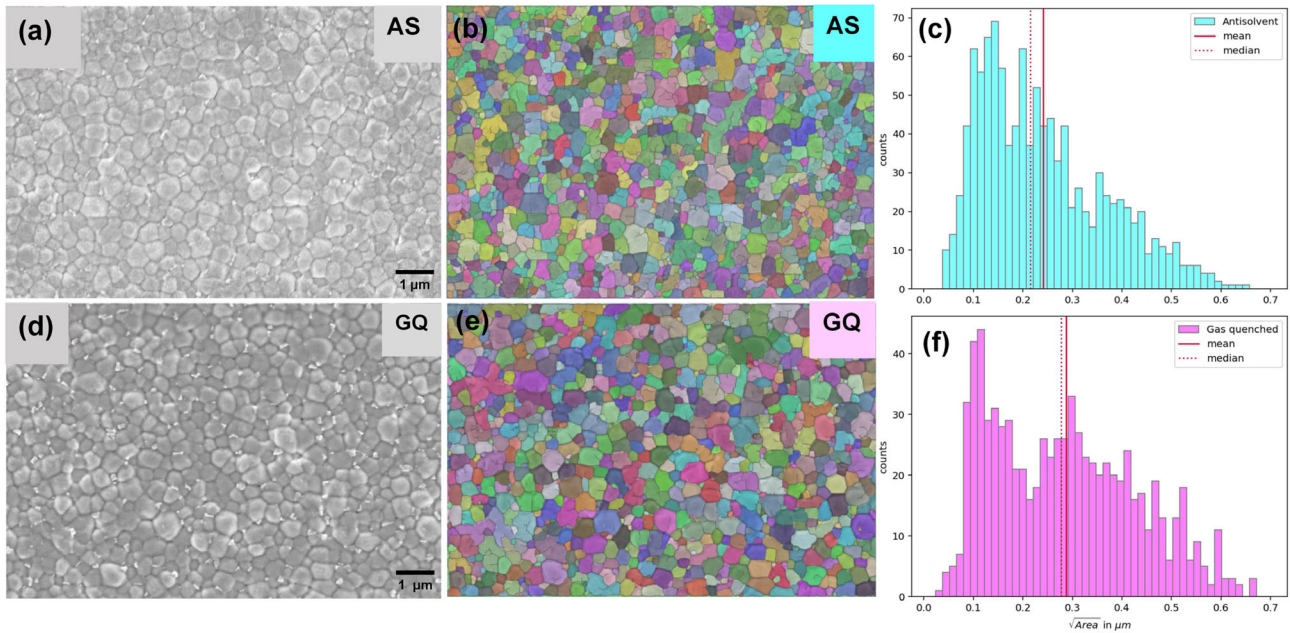 (a) AS
1 µm
(b) AS
(c)
Antisolvent
mean
median
counts
70
60
50
40
30
20
10
0
0.0 0.1 0.2 0.3 0.4 0.5 0.6 0.7
(d) GQ
1 µm
(e) GQ
(f)
Gas quenched
mean
median
counts
40
30
20
10
0
0.0 0.1 0.2 0.3 0.4 0.5 0.6 0.7
√Area in µm